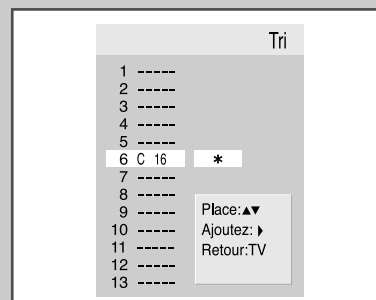 Tri
1 -----
2 -----
3 -----
4 -----
5 -----
6 C 16 *
7 -----
8 -----
9 -----
10 -----
11 -----
12 -----
13 -----
Place:▲▼
Ajoutez: ▶
Retour:TV